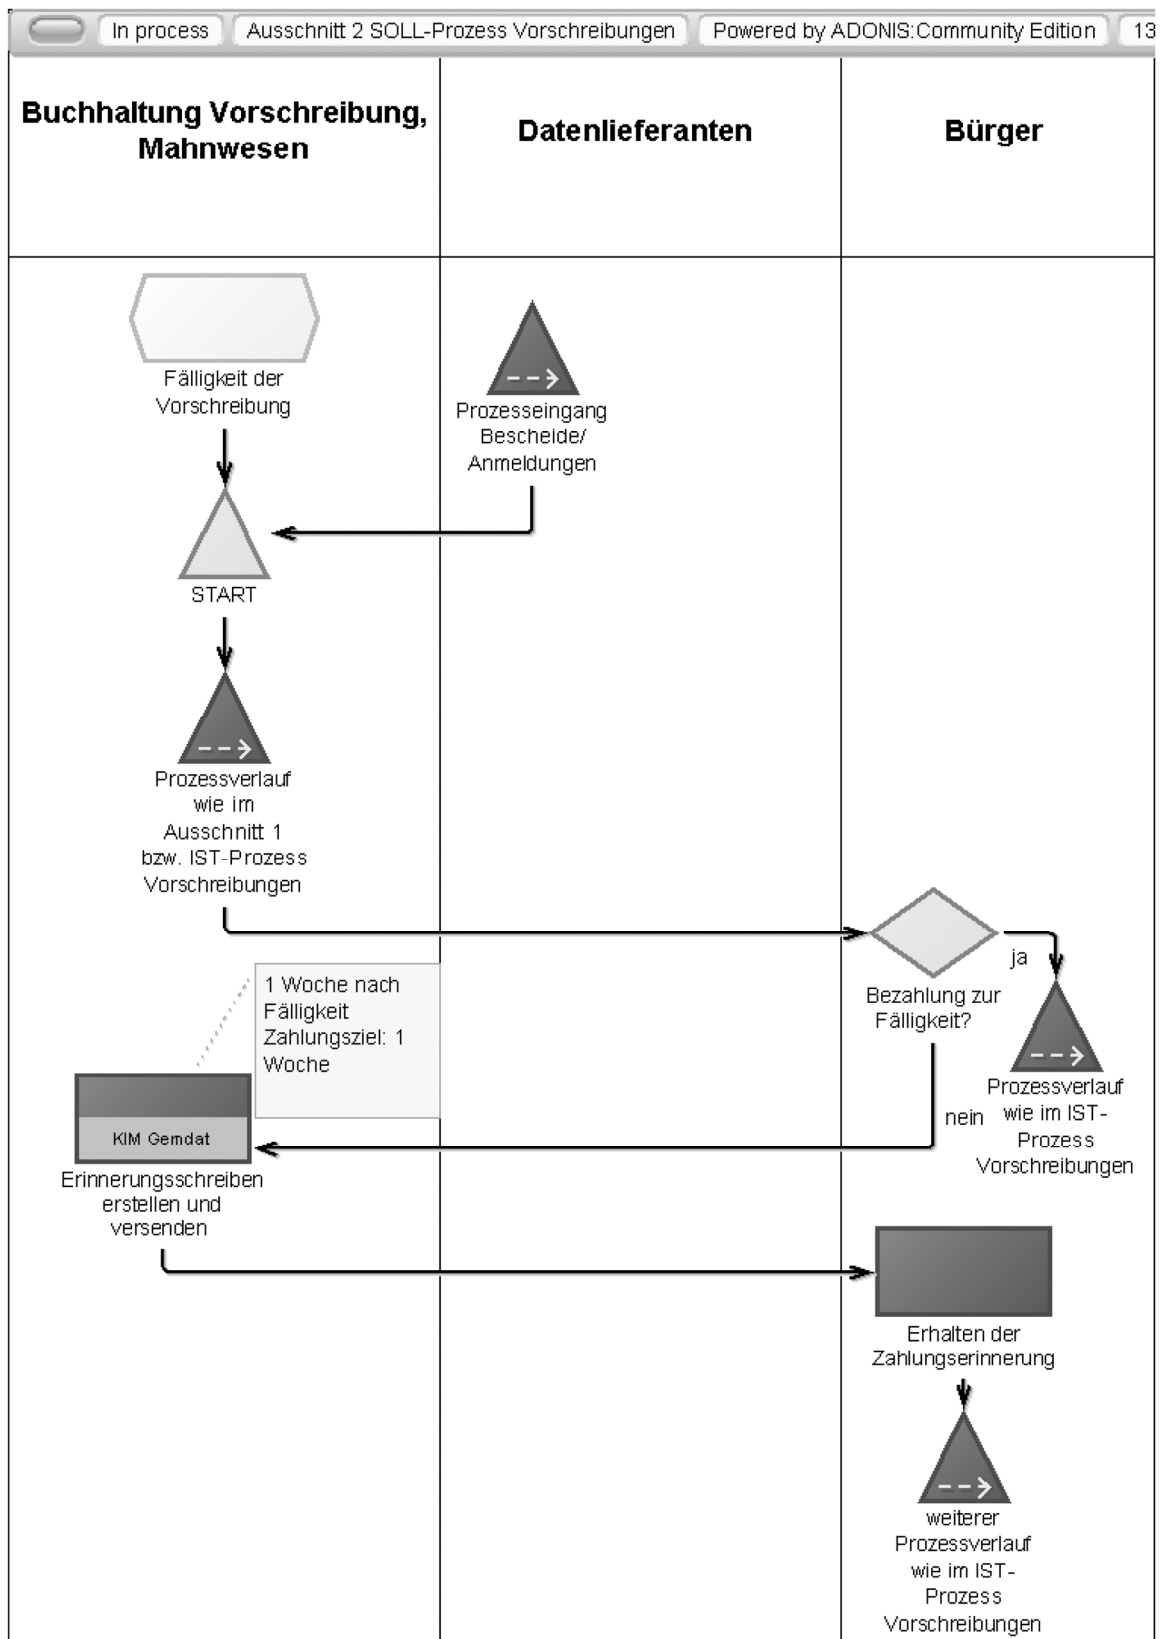 In process Ausschnitt 2 SOLL-Prozess Vorschreibungen Powered by ADONIS:Community Edition 13
Buchhaltung Vorschreibung,
Mahnwesen
Datenlieferanten
Bürger
Fälligkeit der
Vorschreibung
Prozesseingang
Bescheide/
Anmeldungen
START
Prozessverlauf
wie im
Ausschnitt 1
bzw. IST-Prozess
Vorschreibungen
Bezahlung zur
Fälligkeit?
ja
Prozessverlauf
wie im IST-
Prozess
Vorschreibungen
nein
1 Woche nach
Fälligkeit
Zahlungsziel: 1
Woche
KIM Gemdat
Erinnerungsschreiben
erstellen und
versenden
Erhalten der
Zahlungserinnerung
weiterer
Prozessverlauf
wie im IST-
Prozess
Vorschreibungen